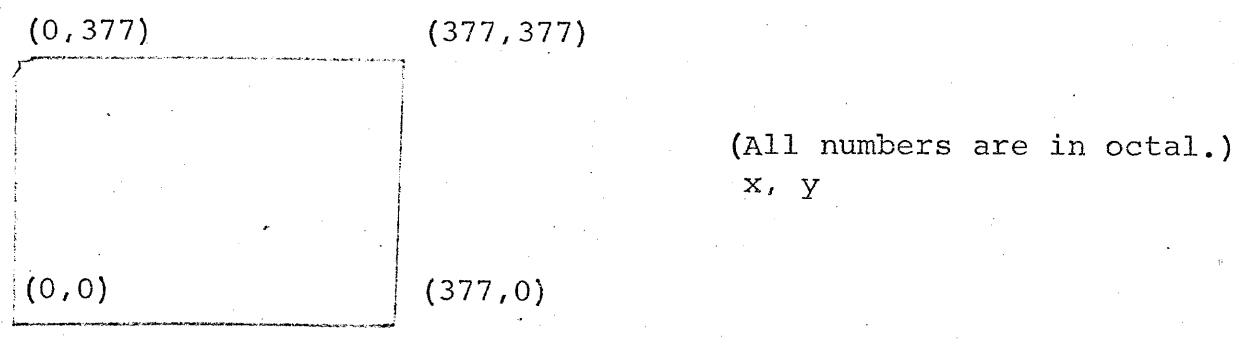 (0,377) (377,377)
(All numbers are in octal.)
x, y
(0,0) (377,0)